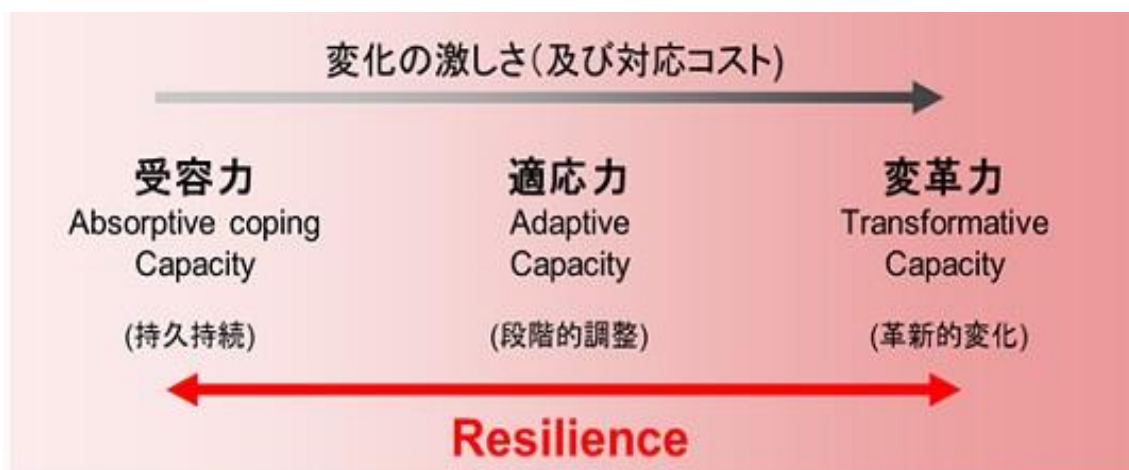 変化の激しさ(及び対応コスト)
受容力
Absorptive coping
Capacity
(持久持続)
適応力
Adaptive
Capacity
(段階的調整)
変革力
Transformative
Capacity
(革新的変化)
Resilience